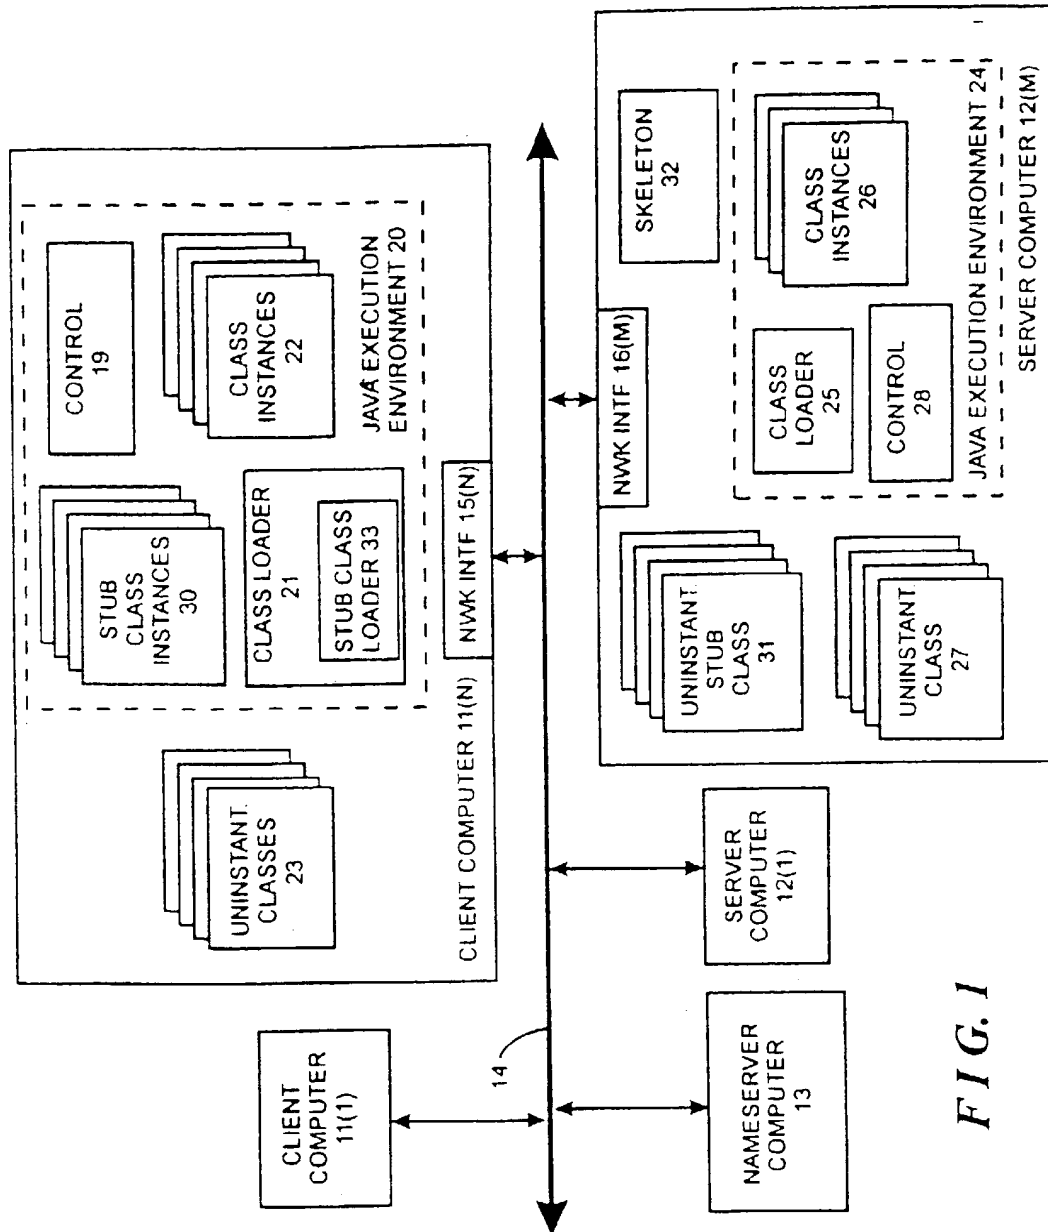 CLIENT
COMPUTER
11(1)
UNINSTANT.
CLASSES
23
STUB
CLASS
INSTANCES
30
CONTROL
19
CLASS LOADER
21
STUB CLASS
LOADER 33
CLASS
INSTANCES
22
JAVA EXECUTION
ENVIRONMENT 20
CLIENT COMPUTER 11(N)
NWK INTF 15(N)
14
NAMESERVER
COMPUTER
13
SERVER
COMPUTER
12(1)
NWK INTF 16(M)
SKELETON
32
UNINSTANT
STUB
CLASS
31
UNINSTANT
CLASS
27
CLASS
LOADER
25
CLASS
INSTANCES
26
CONTROL
28
JAVA EXECUTION ENVIRONMENT 24
SERVER COMPUTER 12(M)
FIG. 1